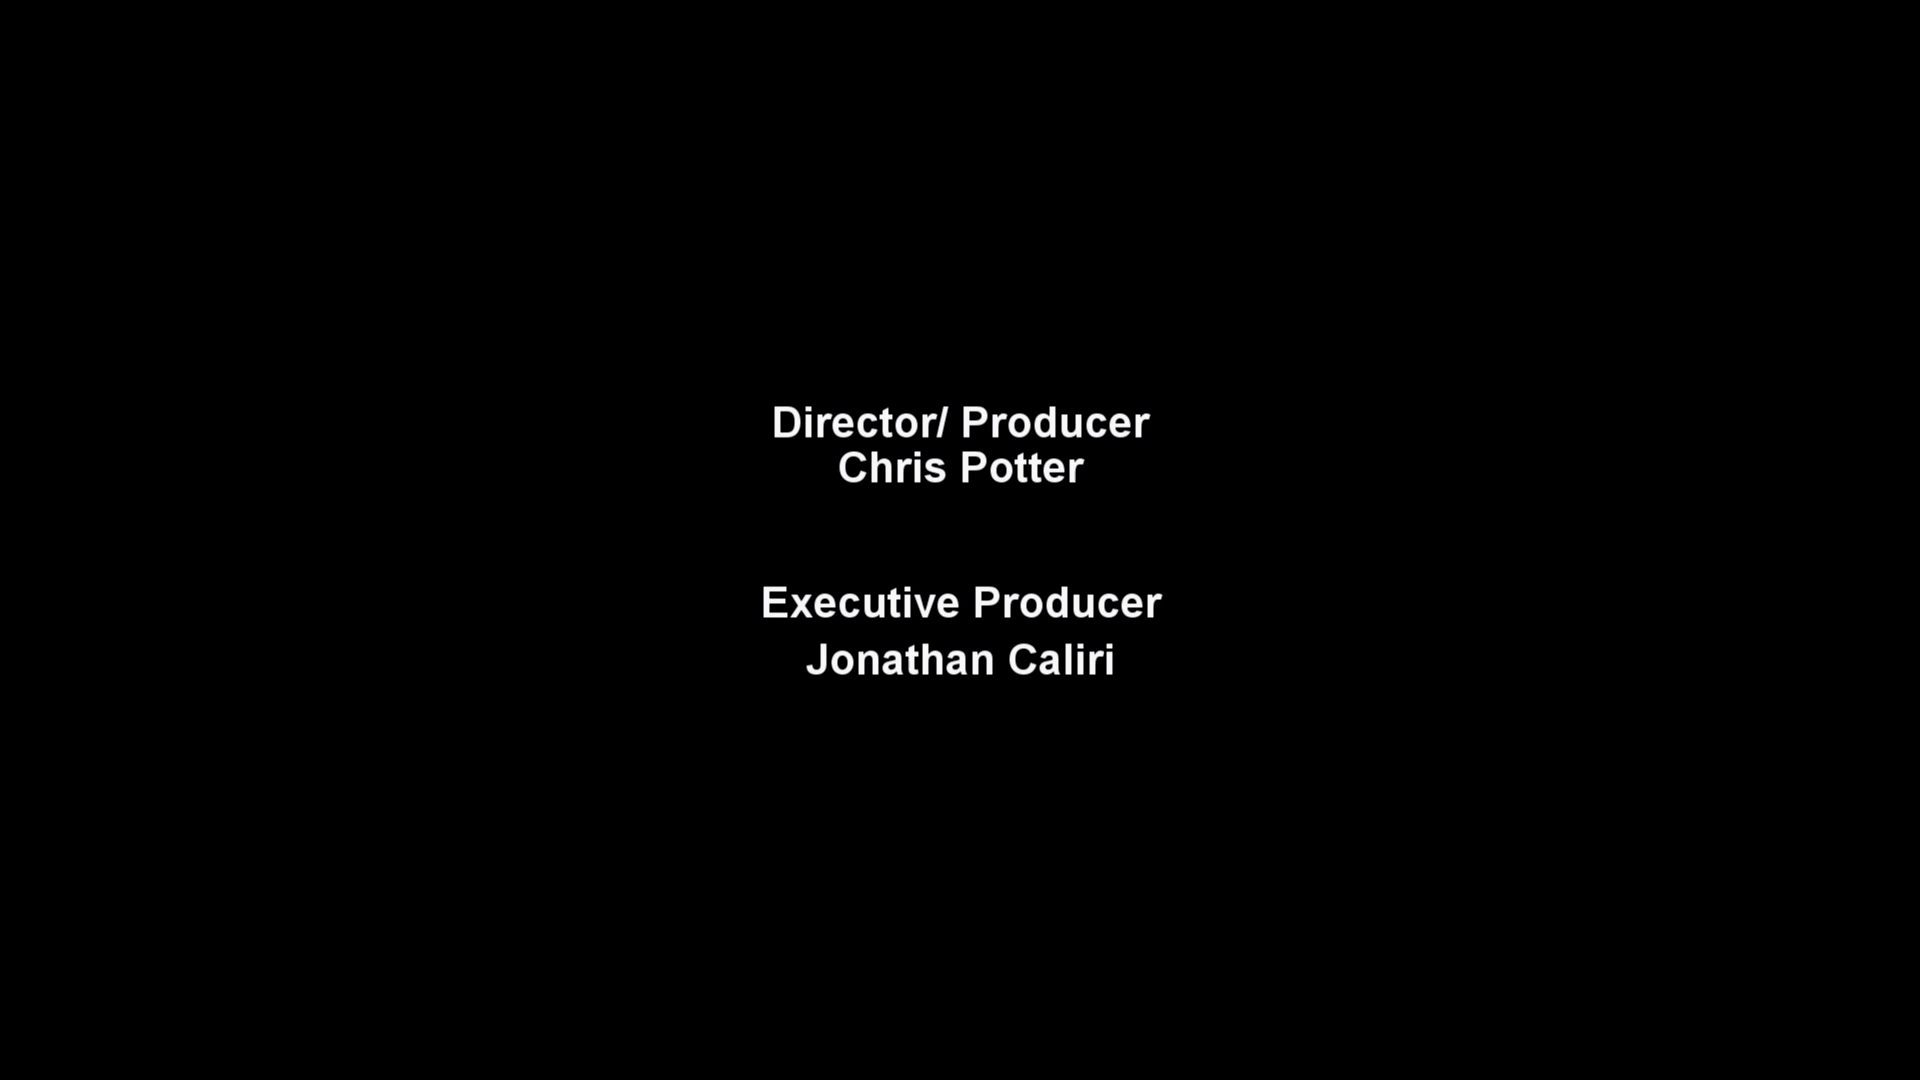 Director/ Producer
Chris Potter
Executive Producer
Jonathan Caliri